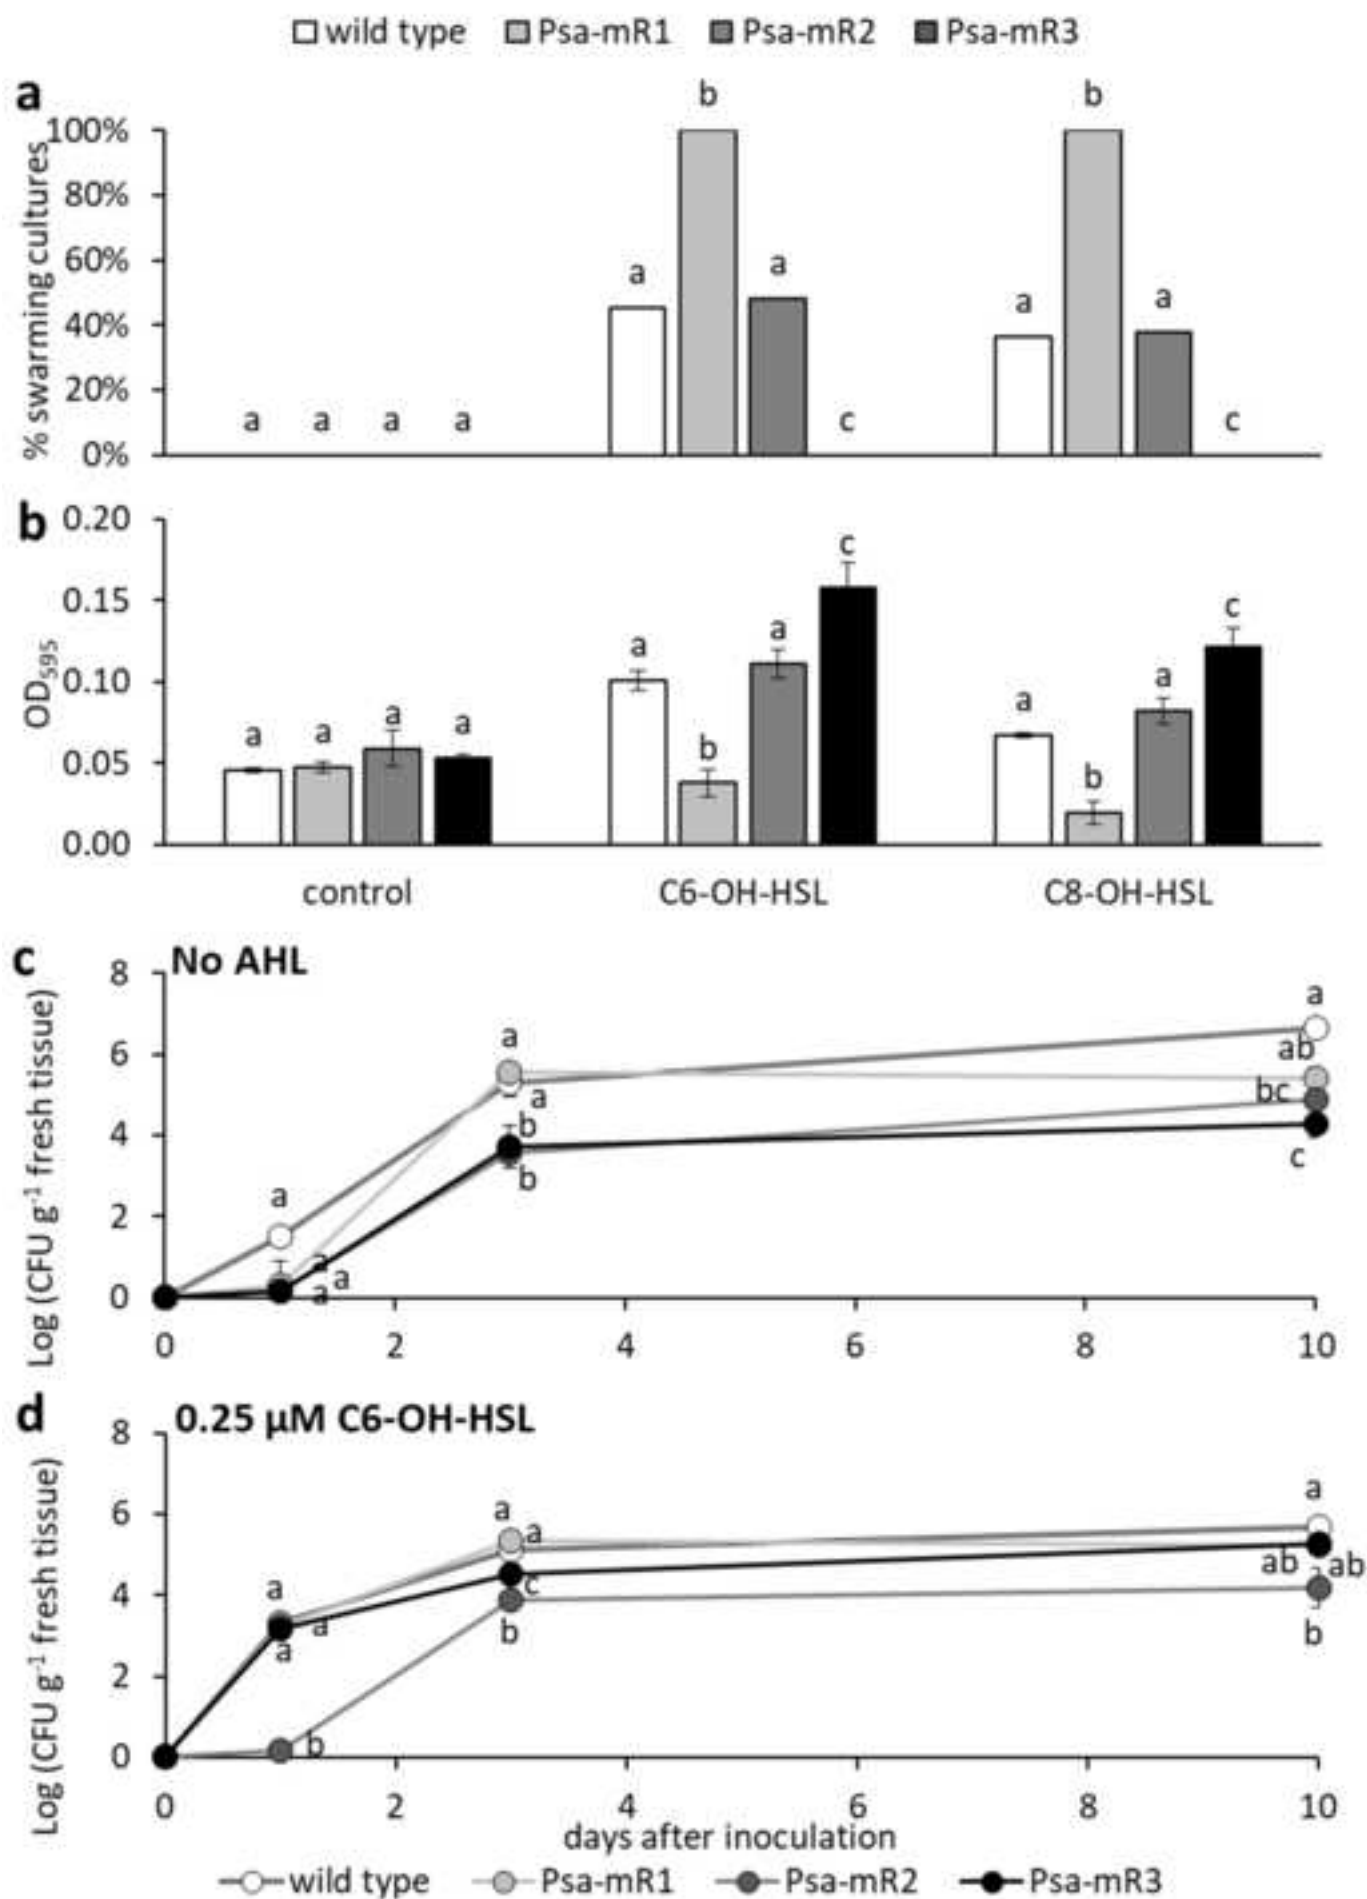 wild type Psa-mR1 Psa-mR2 Psa-mR3
a
b b
100%
80%
60%
40%
20%
0%
% swarming cultures
a a a a
a a c
a a c
b
0.20
0.15
0.10
0.05
0.00
OD595
a a a a
a b a c
a b a c
control C6-OH-HSL C8-OH-HSL
c No AHL
8
6
4
2
0
Log (CFU g-1 fresh tissue)
a
a
a
a
a
a
b
b
a
ab
bc
c
0 2 4 6 8 10
d 0.25 µM C6-OH-HSL
8
6
4
2
0
Log (CFU g-1 fresh tissue)
a
a
a
b
a
a
c
b
a
ab ab
b
0 2 4 6 8 10
days after inoculation
wild type Psa-mR1 Psa-mR2 Psa-mR3